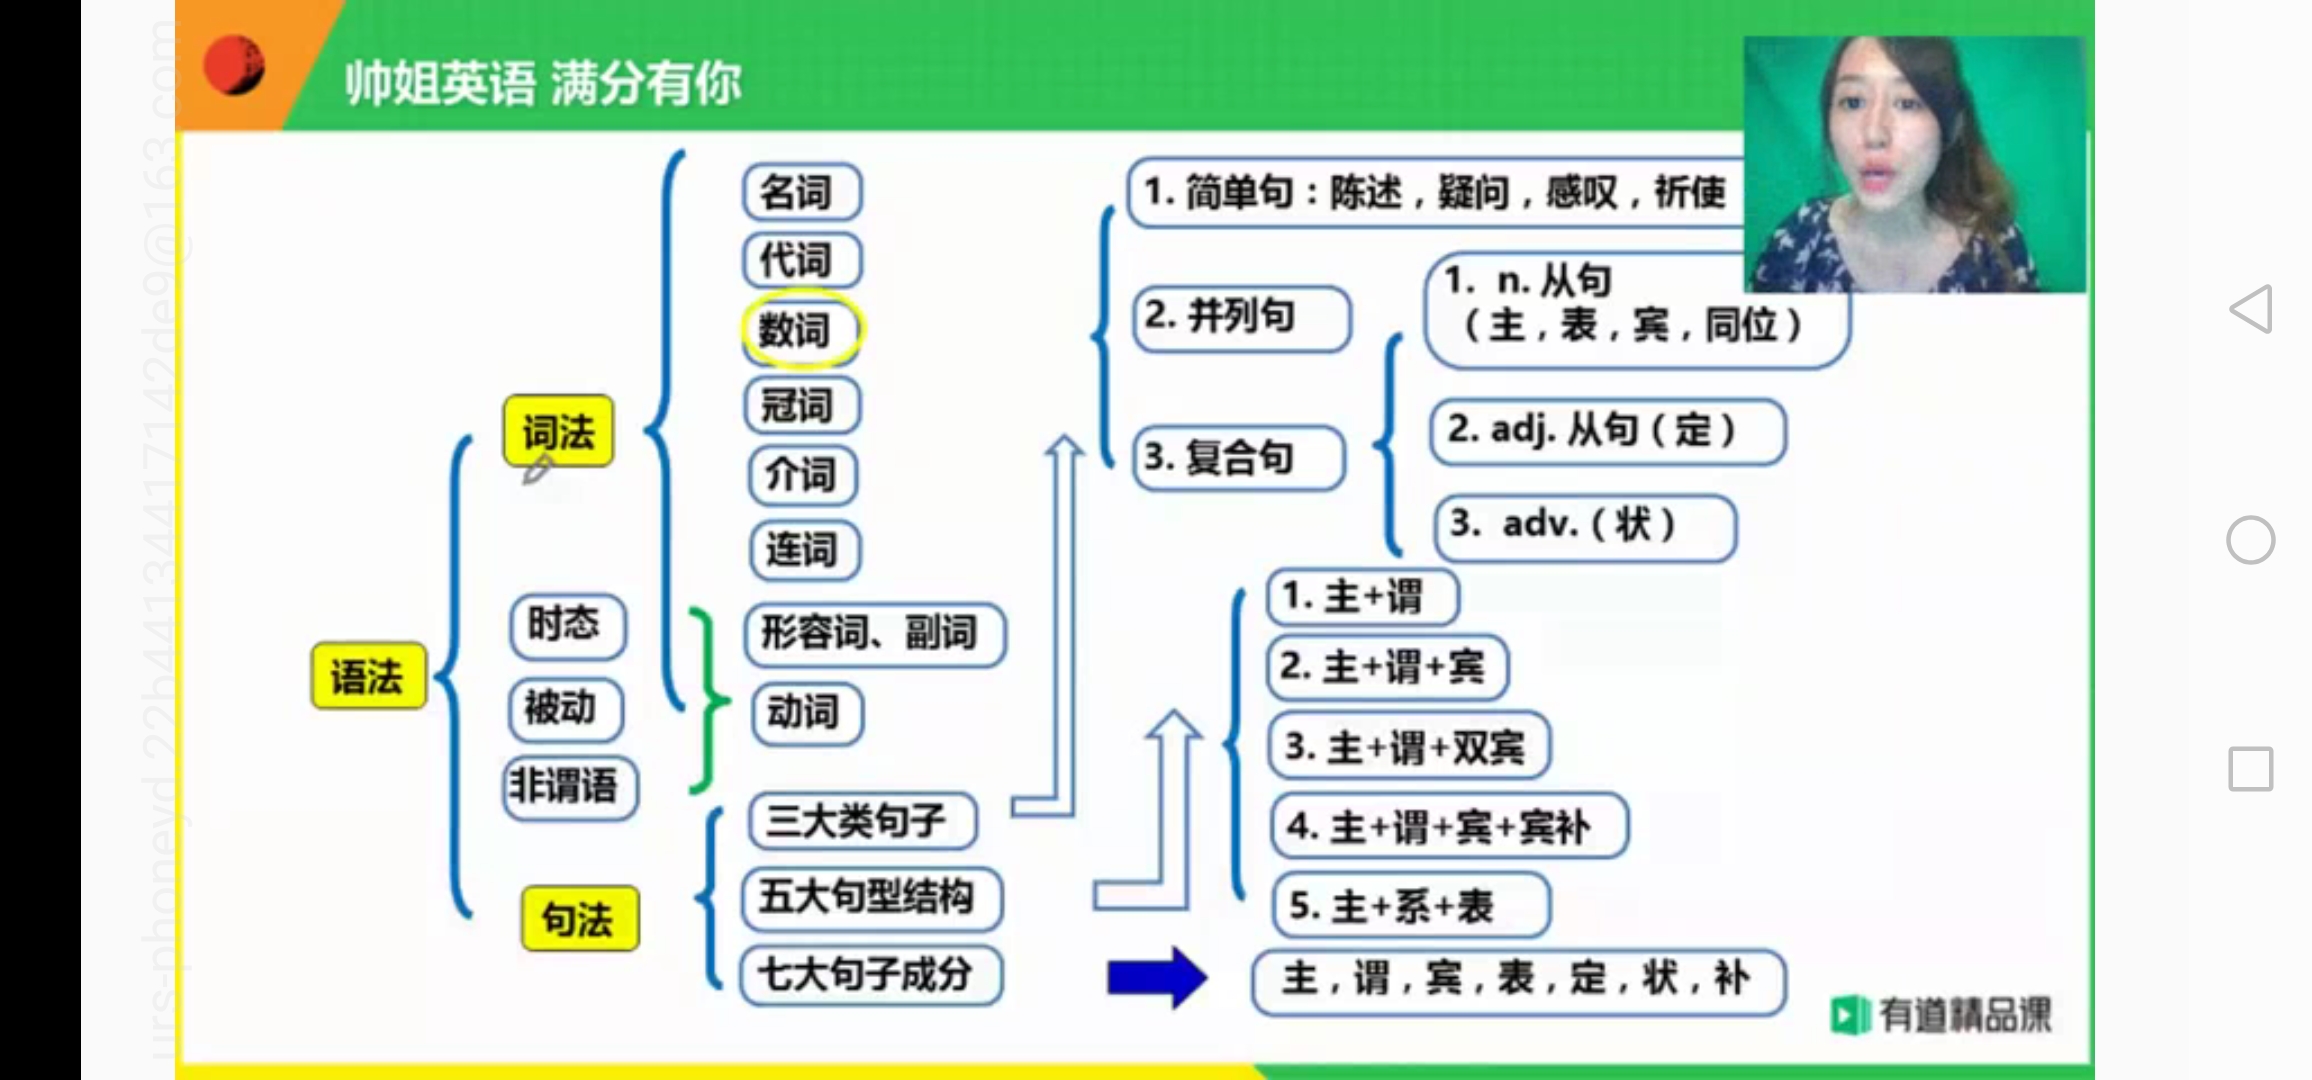 帅姐英语 满分有你
语法
词法
时态
被动
非谓语
句法
名词
代词
数词
冠词
介词
连词
形容词、副词
动词
三大类句子
五大句型结构
七大句子成分
1. 简单句：陈述，疑问，感叹，祈使
2. 并列句
3. 复合句
1. n. 从句
（主，表，宾，同位）
2. adj. 从句（定）
3. adv.（状）
1. 主+谓
2. 主+谓+宾
3. 主+谓+双宾
4. 主+谓+宾+宾补
5. 主+系+表
主，谓，宾，表，定，状，补
有道精品课
urs-phoneyd.22b44134417142de9@163.com